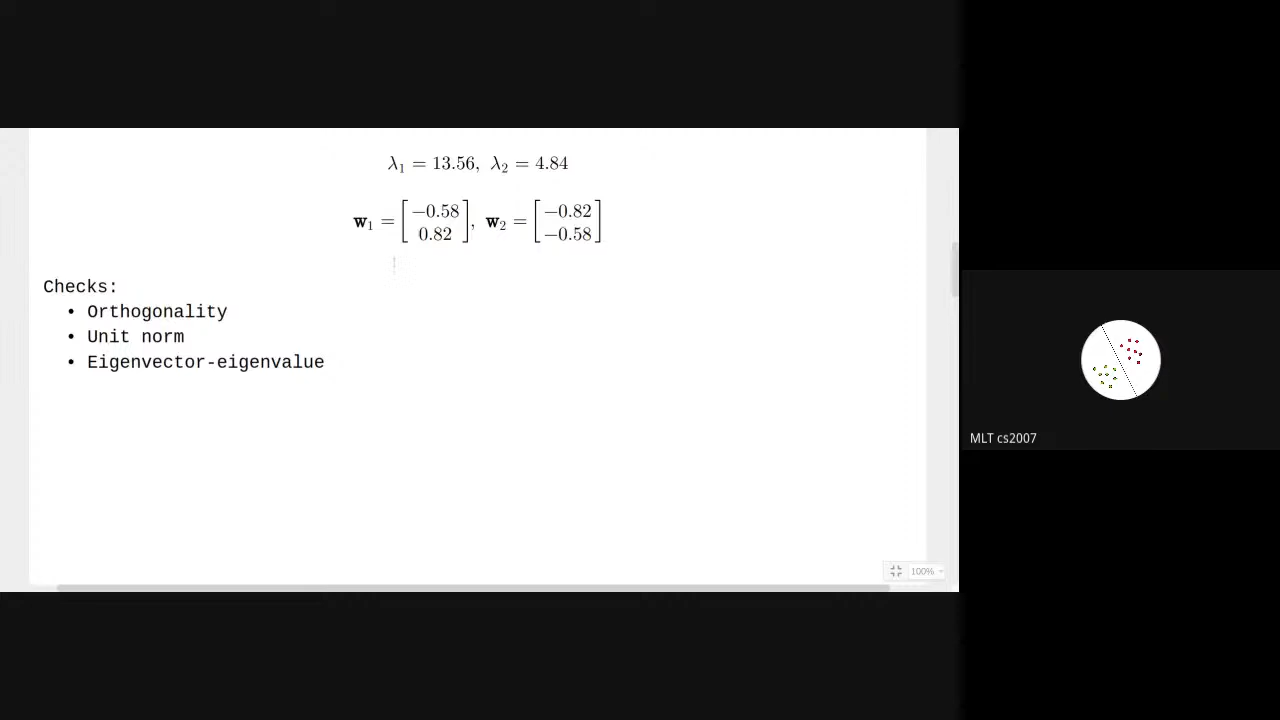 λ₁ = 13.56, λ₂ = 4.84
w₁ = [−0.58 0.82], w₂ = [−0.82 −0.58]
Checks:
• Orthogonality
• Unit norm
• Eigenvector-eigenvalue
MLT cs2007
100%